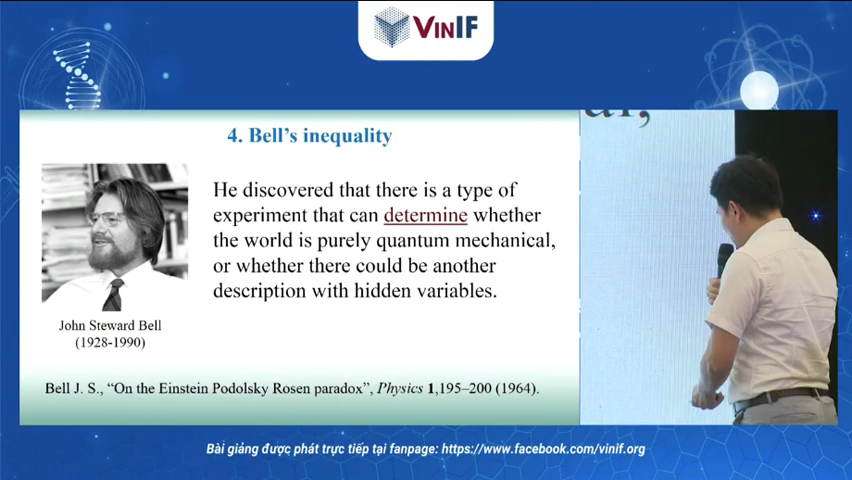 VINIF
4. Bell's inequality
He discovered that there is a type of
experiment that can determine whether
the world is purely quantum mechanical,
or whether there could be another
description with hidden variables.
John Steward Bell
(1928-1990)
Bell J. S., “On the Einstein Podolsky Rosen paradox”, Physics 1,195–200 (1964).
Bài giảng được phát trực tiếp tại fanpage: https://www.facebook.com/vinif.org